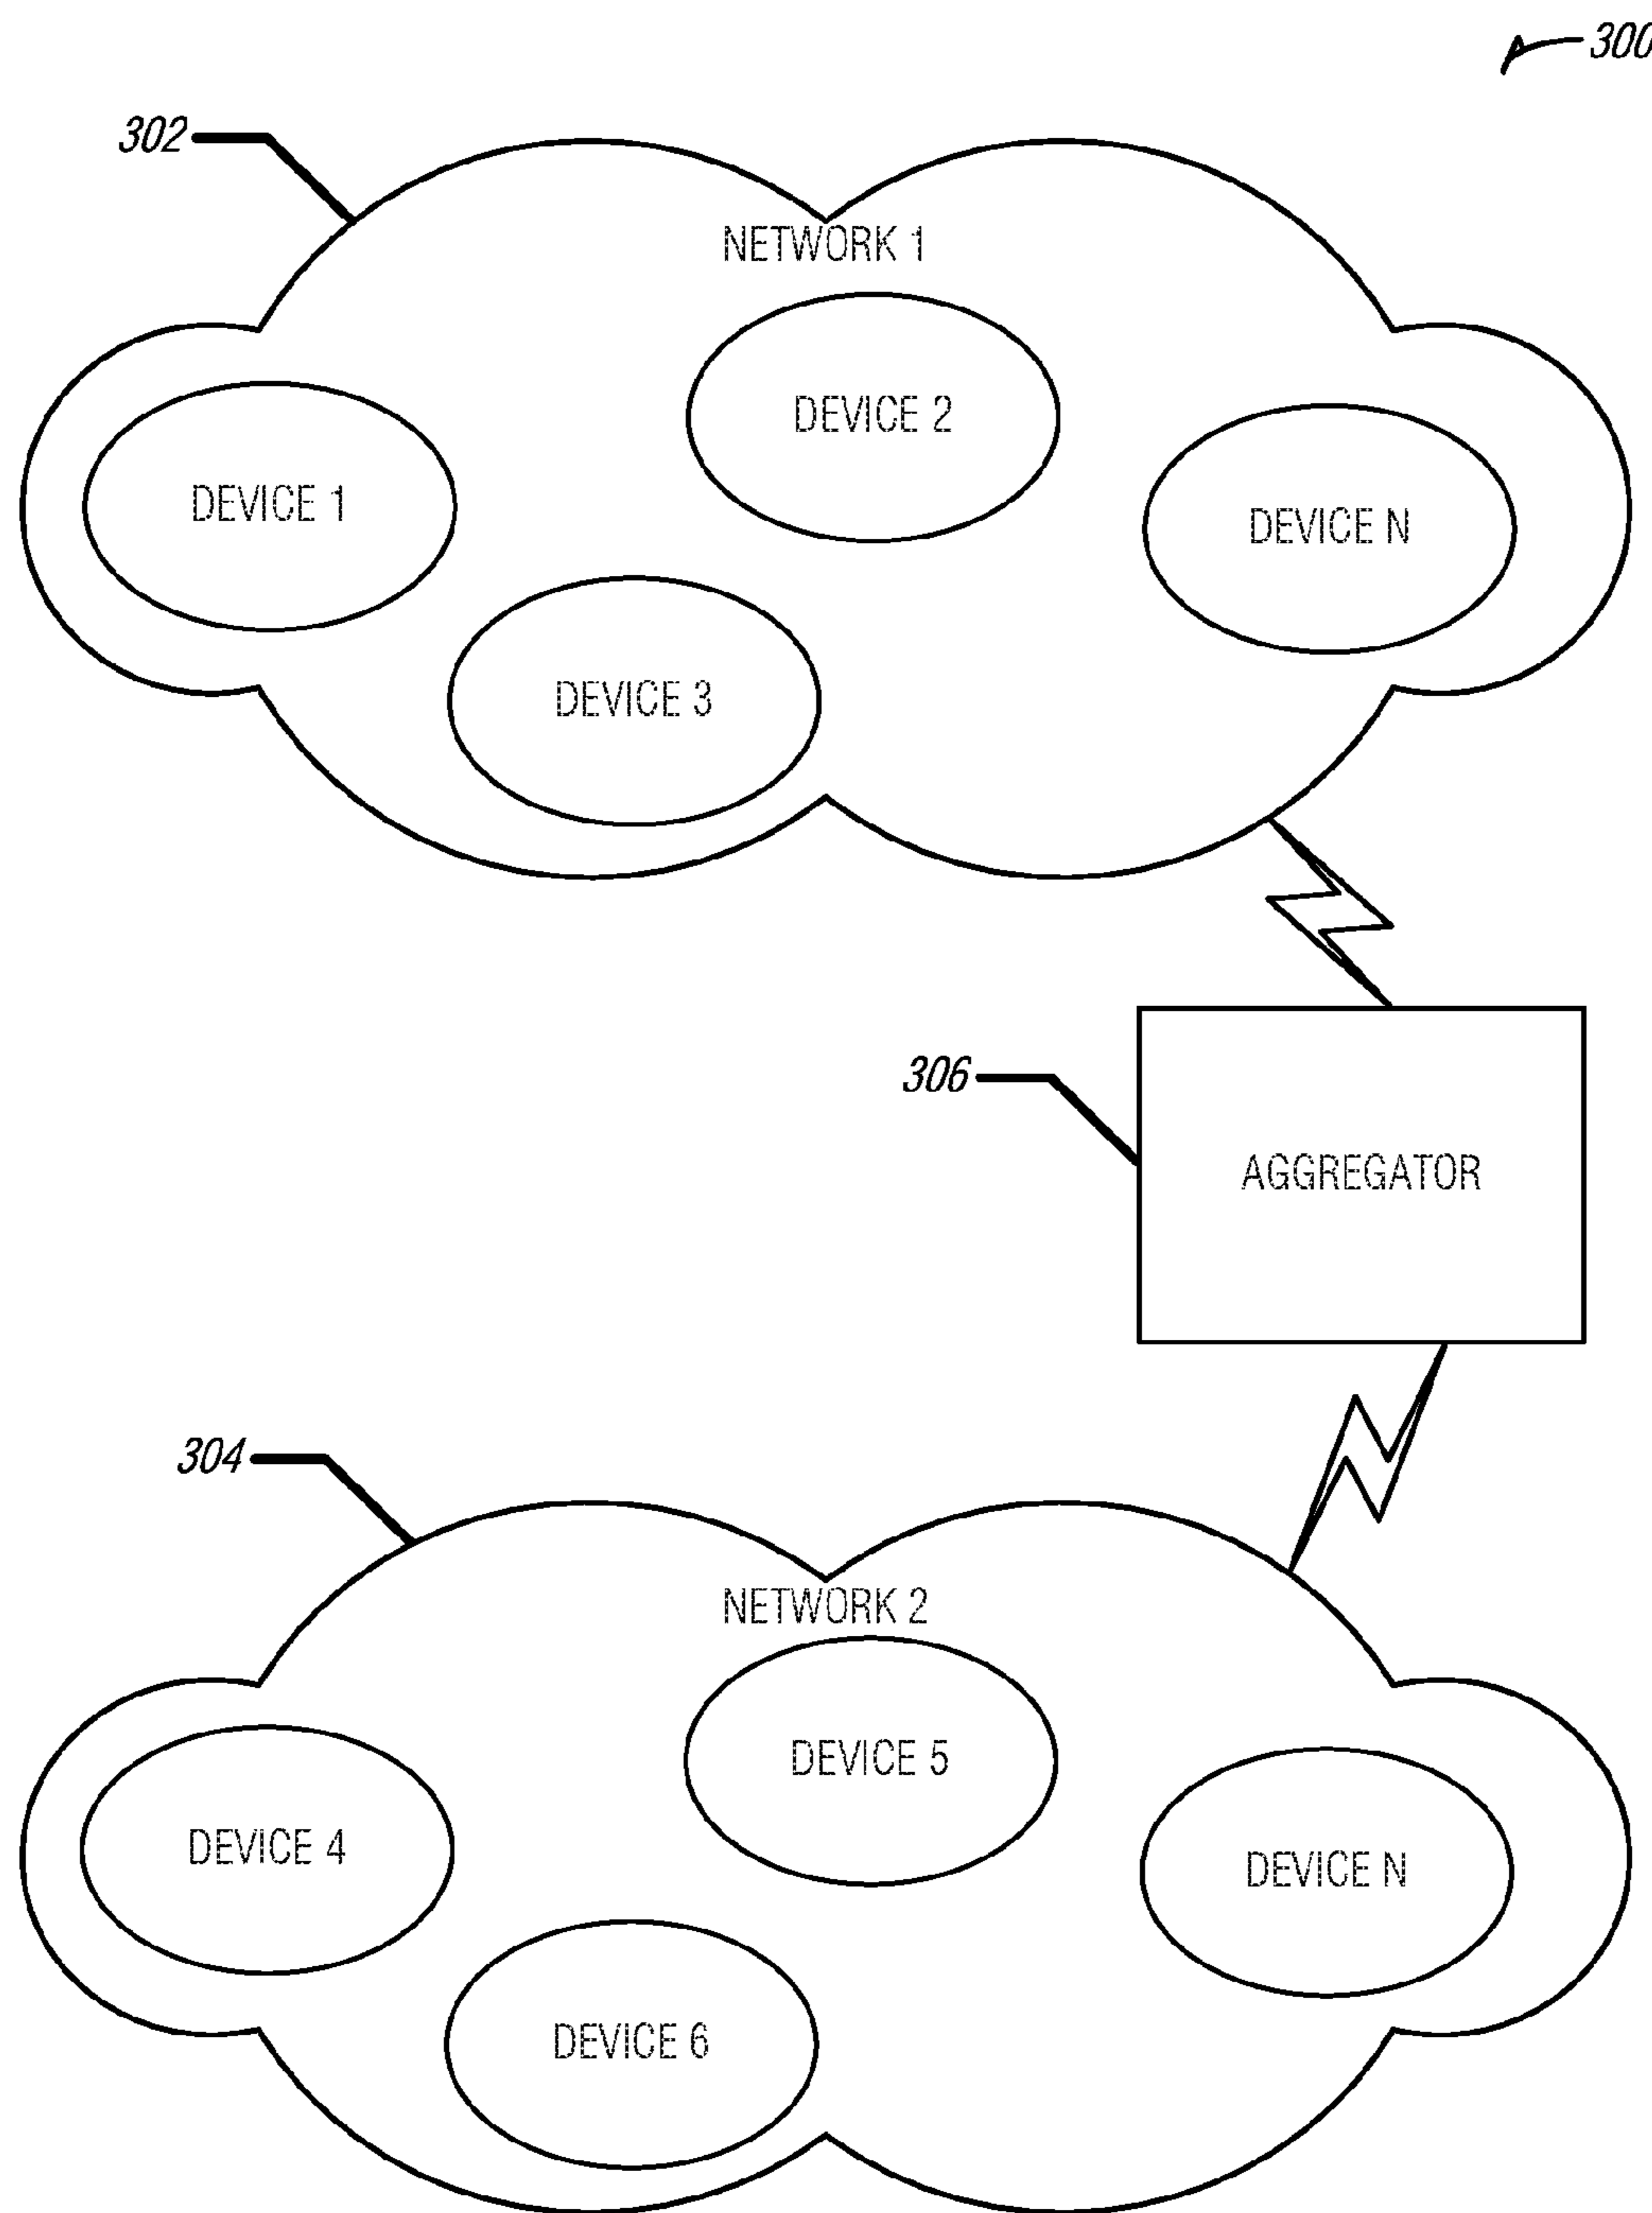 300
302
NETWORK 1
DEVICE 2
DEVICE 1
DEVICE N
DEVICE 3
306
AGGREGATOR
304
NETWORK 2
DEVICE 5
DEVICE 4
DEVICE N
DEVICE 6